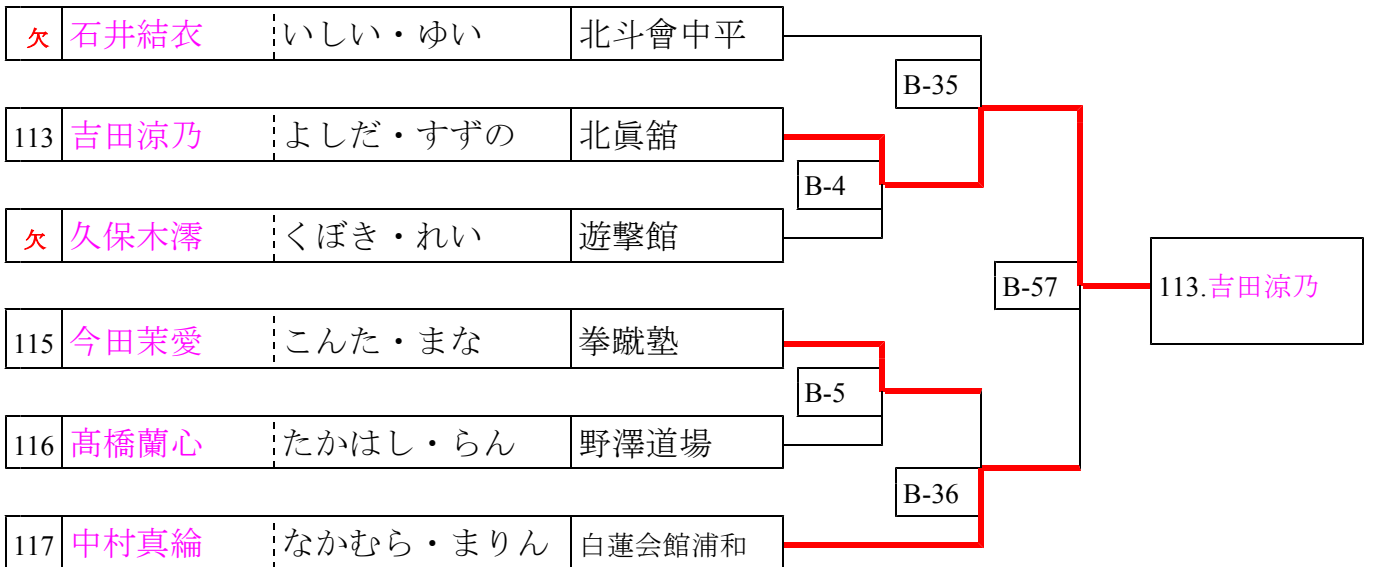 欠 石井結衣 いしい・ゆい 北斗會中平
B-35
113 吉田涼乃 よしだ・すずの 北眞舘
B-4
欠 久保木澪 くぼき・れい 遊撃館
B-57 113.吉田涼乃
115 今田茉愛 こんた・まな 拳蹴塾
B-5
116 髙橋蘭心 たかはし・らん 野澤道場
B-36
117 中村真綸 なかむら・まりん 白蓮会館浦和